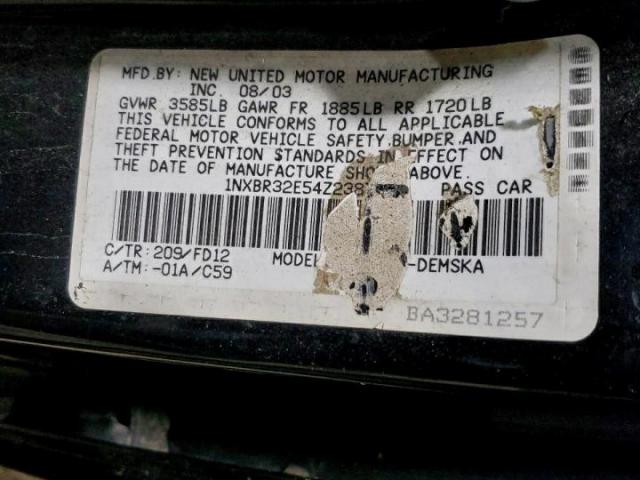 MFD.BY: NEW UNITED MOTOR MANUFACTURING
INC. 08/03
GVWR 3585LB GAWR FR 1885LB RR 1720LB
THIS VEHICLE CONFORMS TO ALL APPLICABLE
FEDERAL MOTOR VEHICLE SAFETY,BUMPER,AND
THEFT PREVENTION STANDARDS IN EFFECT ON
THE DATE OF MANUFACTURE ABOVE.
PASS CAR
C/TR: 209/FD12 MODEL -DEMSKA
A/TM: -01A/C59
BA3281257